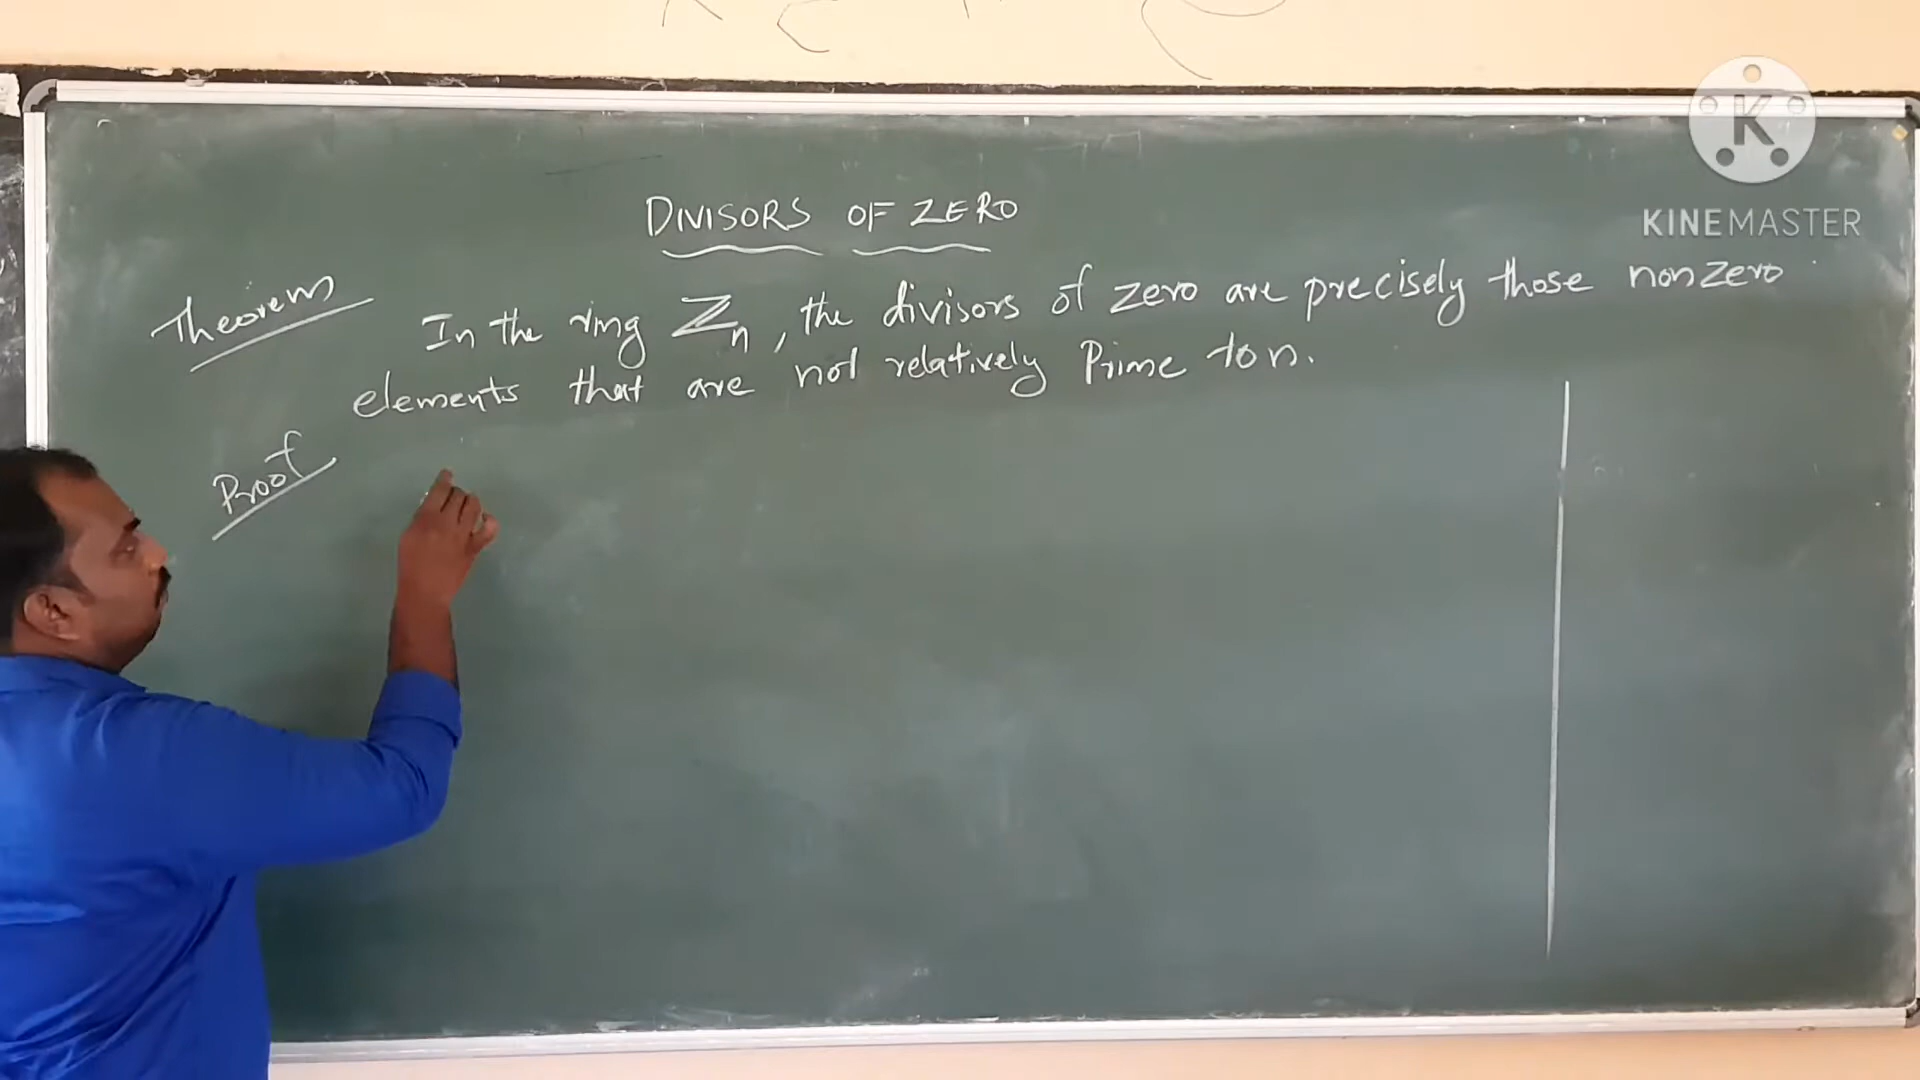 K
KINEMASTER
DIVISORS OF ZERO
Theorem
In the ring Zn, the divisors of zero are precisely those nonzero
elements that are not relatively Prime to n.
Proof